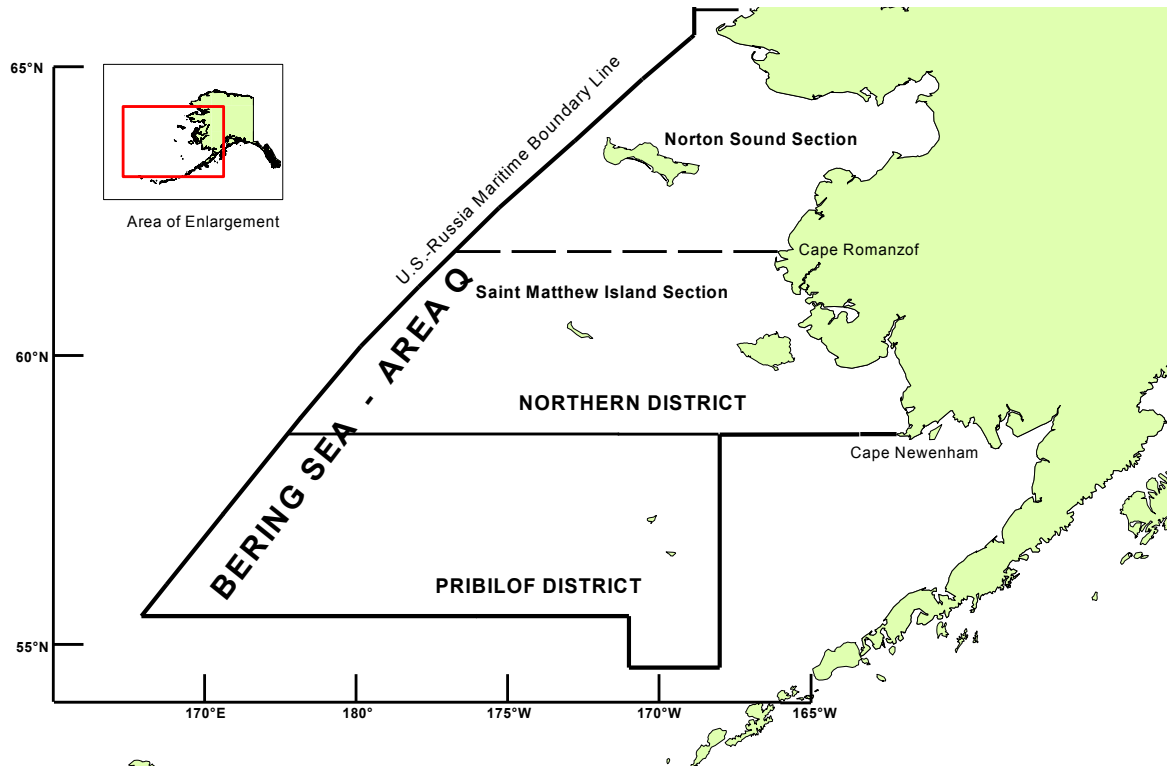 65°N
Area of Enlargement
U.S.-Russia Maritime Boundary Line
Norton Sound Section
Cape Romanzof
Saint Matthew Island Section
BERING SEA - AREA Q
60°N
NORTHERN DISTRICT
Cape Newenham
PRIBILOF DISTRICT
55°N
170°E
180°
175°W
170°W
165°W